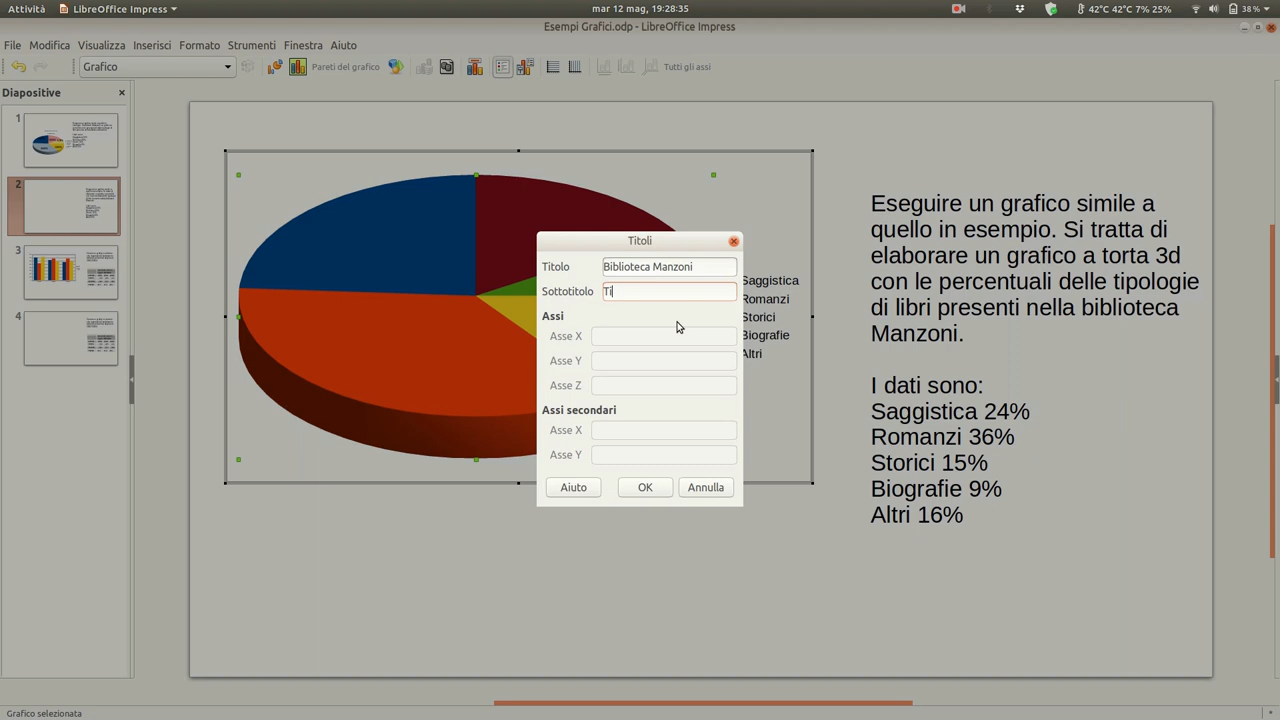 Attività LibreOffice Impress mar 12 mag, 19:28:35 42°C 42°C 7% 25% 38%
Esempi Grafici.odp - LibreOffice Impress
File Modifica Visualizza Inserisci Formato Strumenti Finestra Aiuto
Grafico Pareti del grafico Tutti gli assi
Diapositive
1
2
3
4
Titoli
Titolo Biblioteca Manzoni
Sottotitolo Ti
Assi
Asse X
Asse Y
Asse Z
Assi secondari
Asse X
Asse Y
Aiuto OK Annulla
Saggistica
Romanzi
Storici
Biografie
Altri
Eseguire un grafico simile a
quello in esempio. Si tratta di
elaborare un grafico a torta 3d
con le percentuali delle tipologie
di libri presenti nella biblioteca
Manzoni.
I dati sono:
Saggistica 24%
Romanzi 36%
Storici 15%
Biografie 9%
Altri 16%
Grafico selezionata